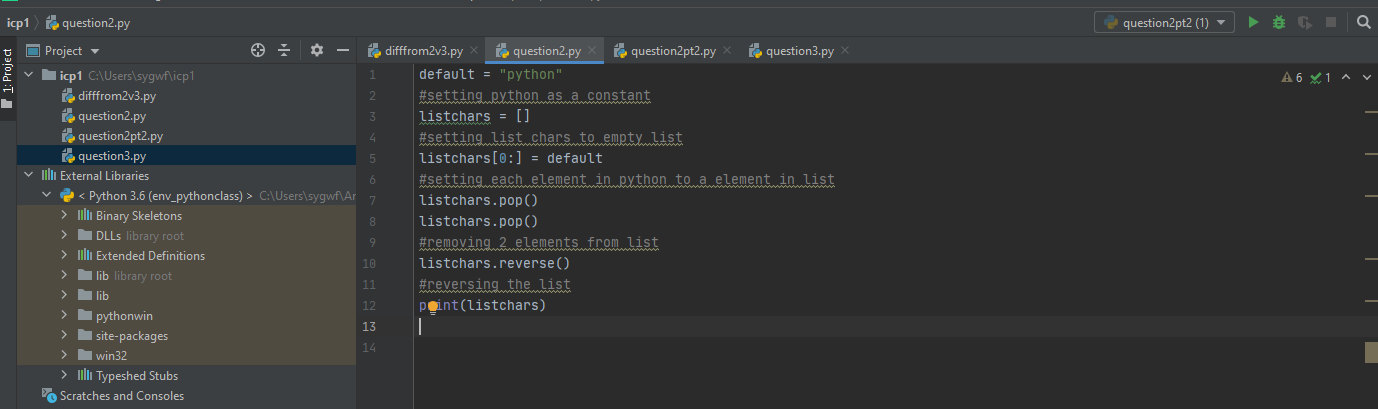 icp1 question2.py question2pt2 (1)
1: Project
Project
difffrom2v3.py question2.py question2pt2.py question3.py
icp1 C:\Users\sygwf\icp1
difffrom2v3.py
question2.py
question2pt2.py
question3.py
External Libraries
< Python 3.6 (env_pythonclass) > C:\Users\sygwf\Ar
Binary Skeletons
DLLs library root
Extended Definitions
lib library root
lib
pythonwin
site-packages
win32
Typeshed Stubs
Scratches and Consoles
6 1
1 default = "python"
2 #setting python as a constant
3 listchars = []
4 #setting list chars to empty list
5 listchars[0:] = default
6 #setting each element in python to a element in list
7 listchars.pop()
8 listchars.pop()
9 #removing 2 elements from list
10 listchars.reverse()
11 #reversing the list
12 print(listchars)
13
14